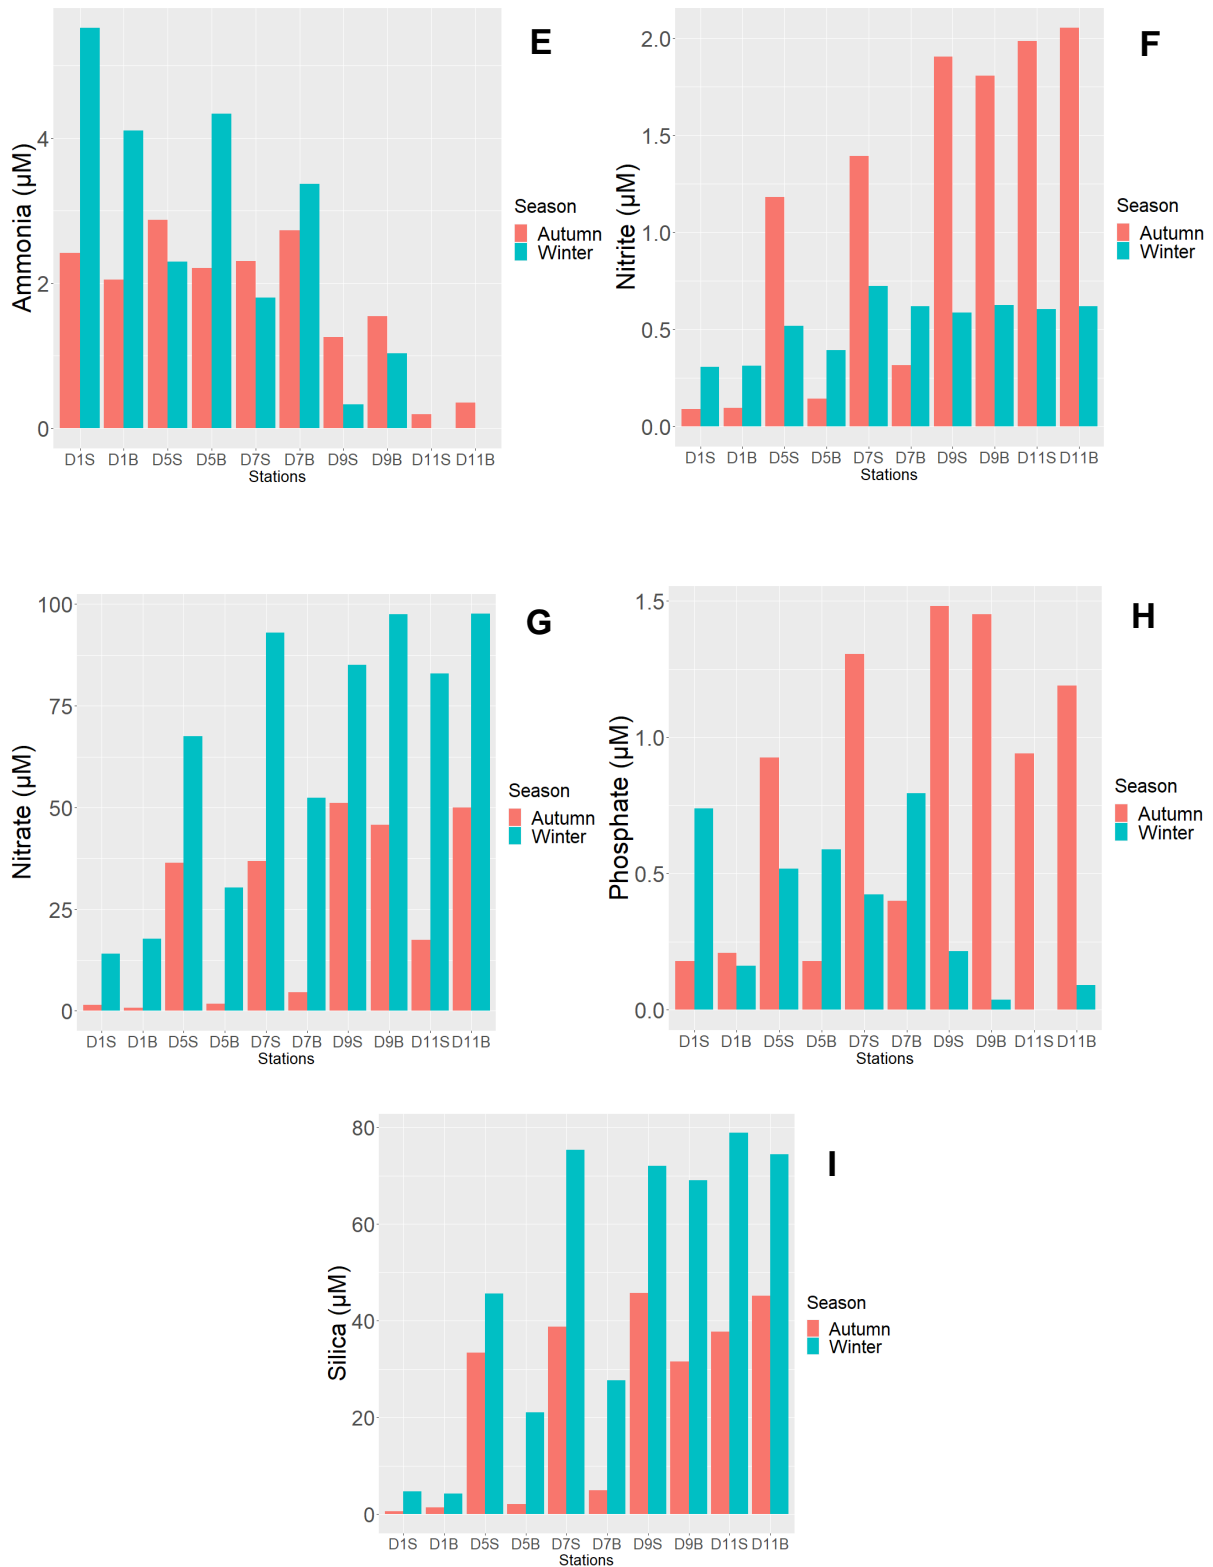 E
4
2
0
Ammonia (µM)
D1S D1B D5S D5B D7S D7B D9S D9B D11S D11B
Stations
Season
Autumn
Winter
F
2.0
1.5
1.0
0.5
0.0
Nitrite (µM)
D1S D1B D5S D5B D7S D7B D9S D9B D11S D11B
Stations
Season
Autumn
Winter
G
100
75
50
25
0
Nitrate (µM)
D1S D1B D5S D5B D7S D7B D9S D9B D11S D11B
Stations
Season
Autumn
Winter
H
1.5
1.0
0.5
0.0
Phosphate (µM)
D1S D1B D5S D5B D7S D7B D9S D9B D11S D11B
Stations
Season
Autumn
Winter
I
80
60
40
20
0
Silica (µM)
D1S D1B D5S D5B D7S D7B D9S D9B D11S D11B
Stations
Season
Autumn
Winter